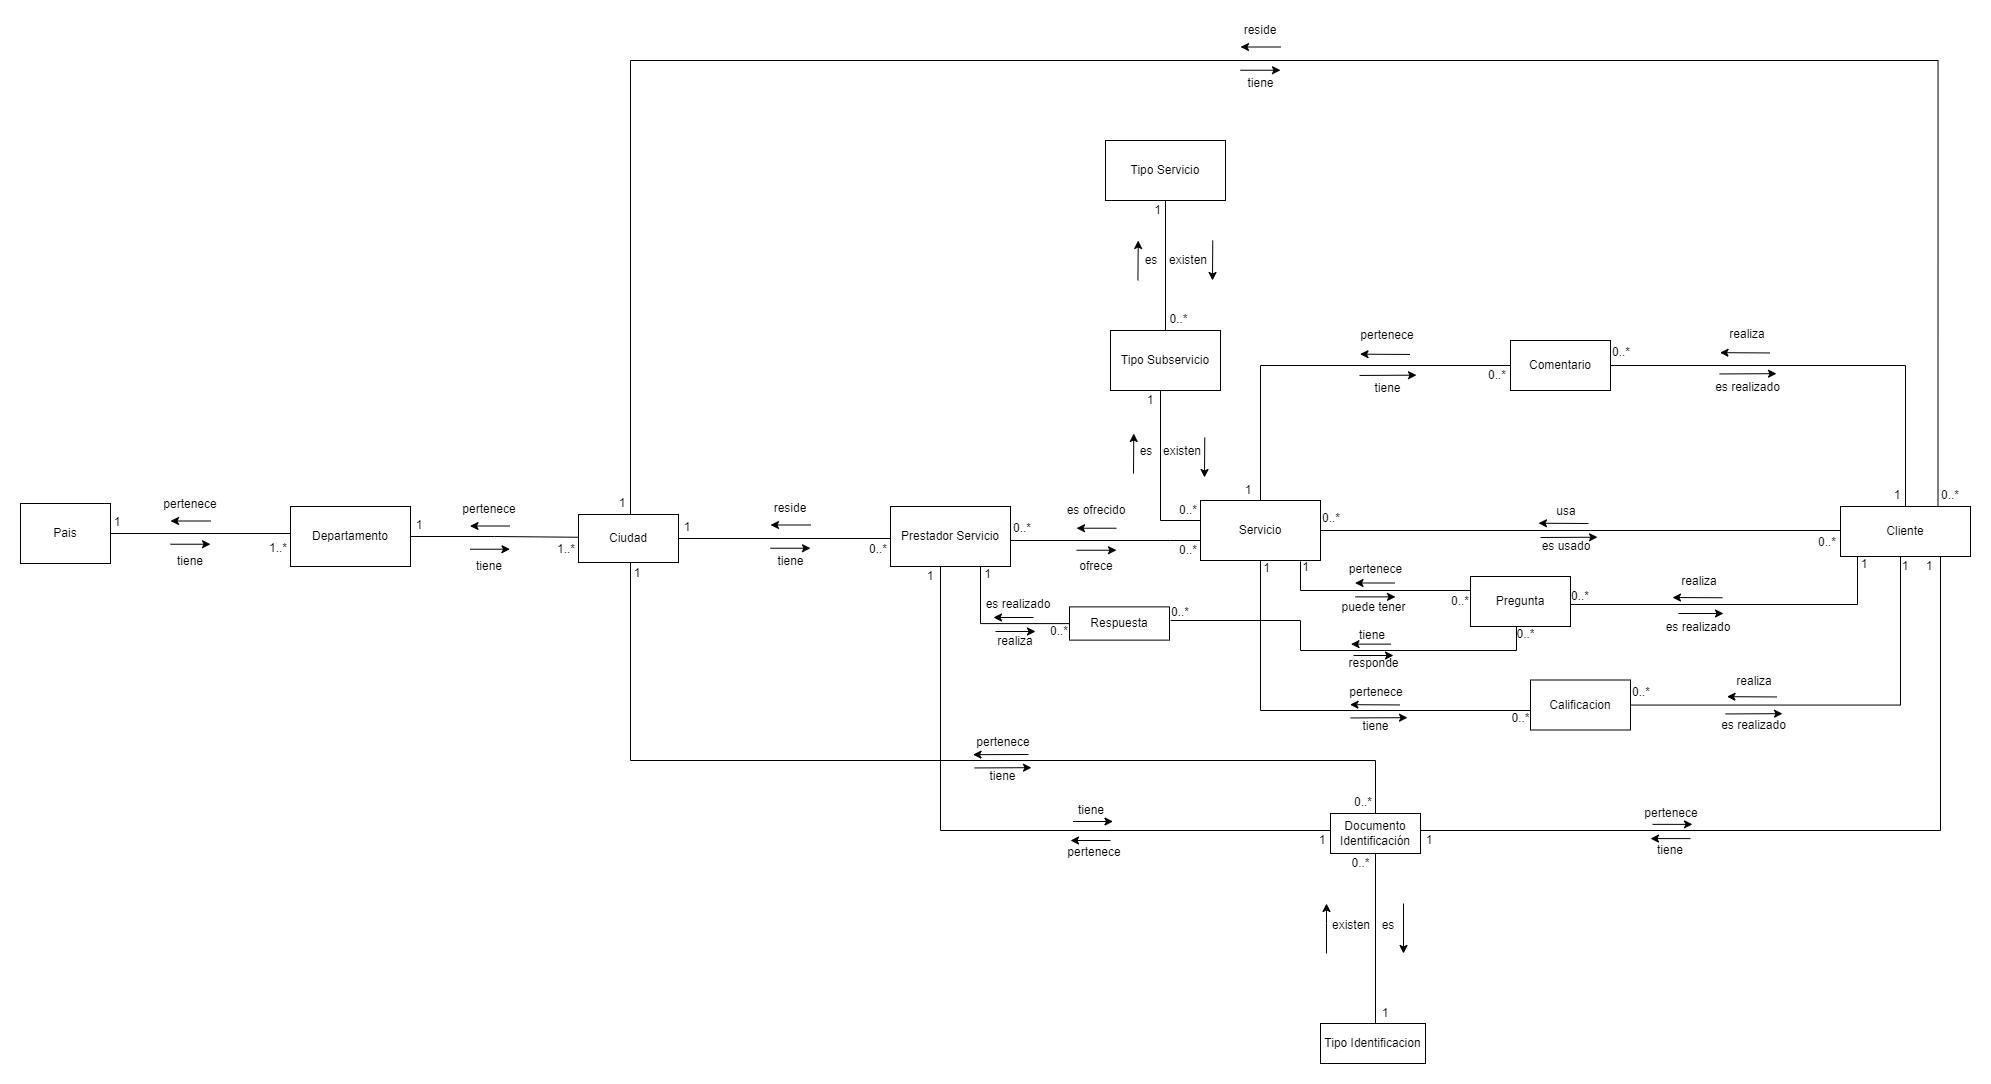 reside
tiene
Tipo Servicio
1
es
existen
0..*
Tipo Subservicio
1
es
existen
0..*
pertenece
tiene
0..*
Comentario
0..*
realiza
es realizado
1
1
0..*
1
Pais
1
pertenece
tiene
1..*
Departamento
1
pertenece
tiene
1..*
Ciudad
1
1
reside
tiene
0..*
Prestador Servicio
0..*
es ofrecido
ofrece
0..*
Servicio
0..*
usa
es usado
0..*
Cliente
1
1
es realizado
realiza
0..*
Respuesta
0..*
1
1
pertenece
puede tener
0..*
Pregunta
0..*
realiza
es realizado
1
1
1
0..*
tiene
responde
pertenece
tiene
0..*
Calificacion
0..*
realiza
es realizado
pertenece
tiene
0..*
tiene
pertenece
1
Documento
Identificación
1
pertenece
tiene
0..*
existen
es
1
Tipo Identificacion